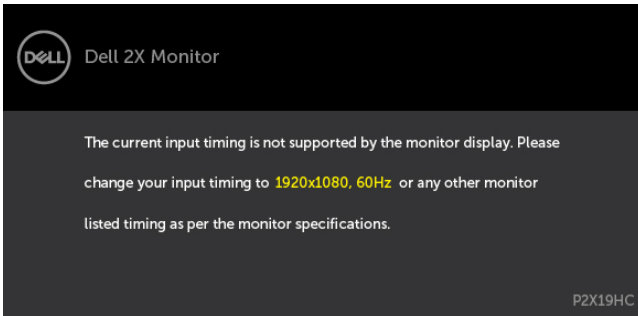 DELL
Dell 2X Monitor
The current input timing is not supported by the monitor display. Please
change your input timing to 1920x1080, 60Hz or any other monitor
listed timing as per the monitor specifications.
P2X19HC